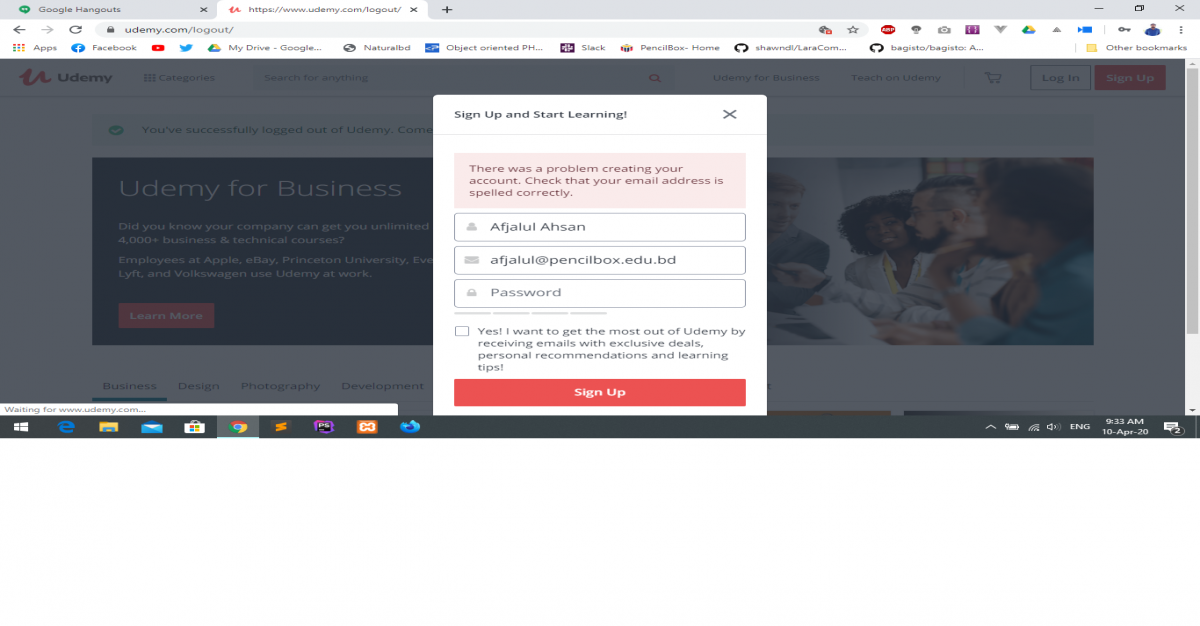 Google Hangouts
https://www.udemy.com/logout/
udemy.com/logout/
ABP
Apps Facebook My Drive - Google... Naturalbd Object oriented PH... Slack PencilBox- Home shawndl/LaraCom... bagisto/bagisto: A... Other bookmarks
Udemy Categories Search for anything Udemy for Business Teach on Udemy Log In Sign Up
You've successfully logged out of Udemy. Come
Sign Up and Start Learning!
There was a problem creating your
account. Check that your email address is
spelled correctly.
Afjalul Ahsan
afjalul@pencilbox.edu.bd
Password
Yes! I want to get the most out of Udemy by
receiving emails with exclusive deals,
personal recommendations and learning
tips!
Sign Up
Udemy for Business
Did you know your company can get you unlimited
4,000+ business & technical courses?
Employees at Apple, eBay, Princeton University, Eve
Lyft, and Volkswagen use Udemy at work.
Learn More
Business Design Photography Development t
Waiting for www.udemy.com...
PS
ENG
9:33 AM
10-Apr-20
2